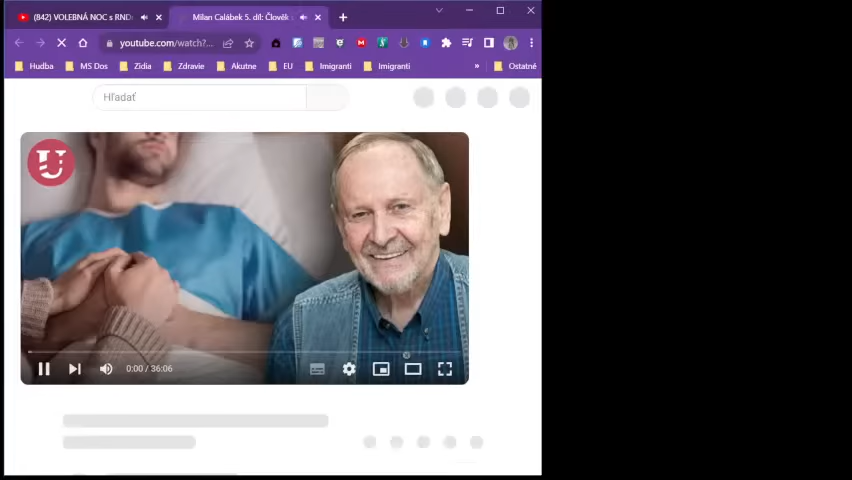 (842) VOLEBNÁ NOC s RND
Milan Calábek 5. díl: Člověk
youtube.com/watch?...
Hudba
MS Dos
Zidia
Zdravie
Akutne
EU
Imigranti
Imigranti
»
Ostatné
Hľadať
U
0:00 / 36:06